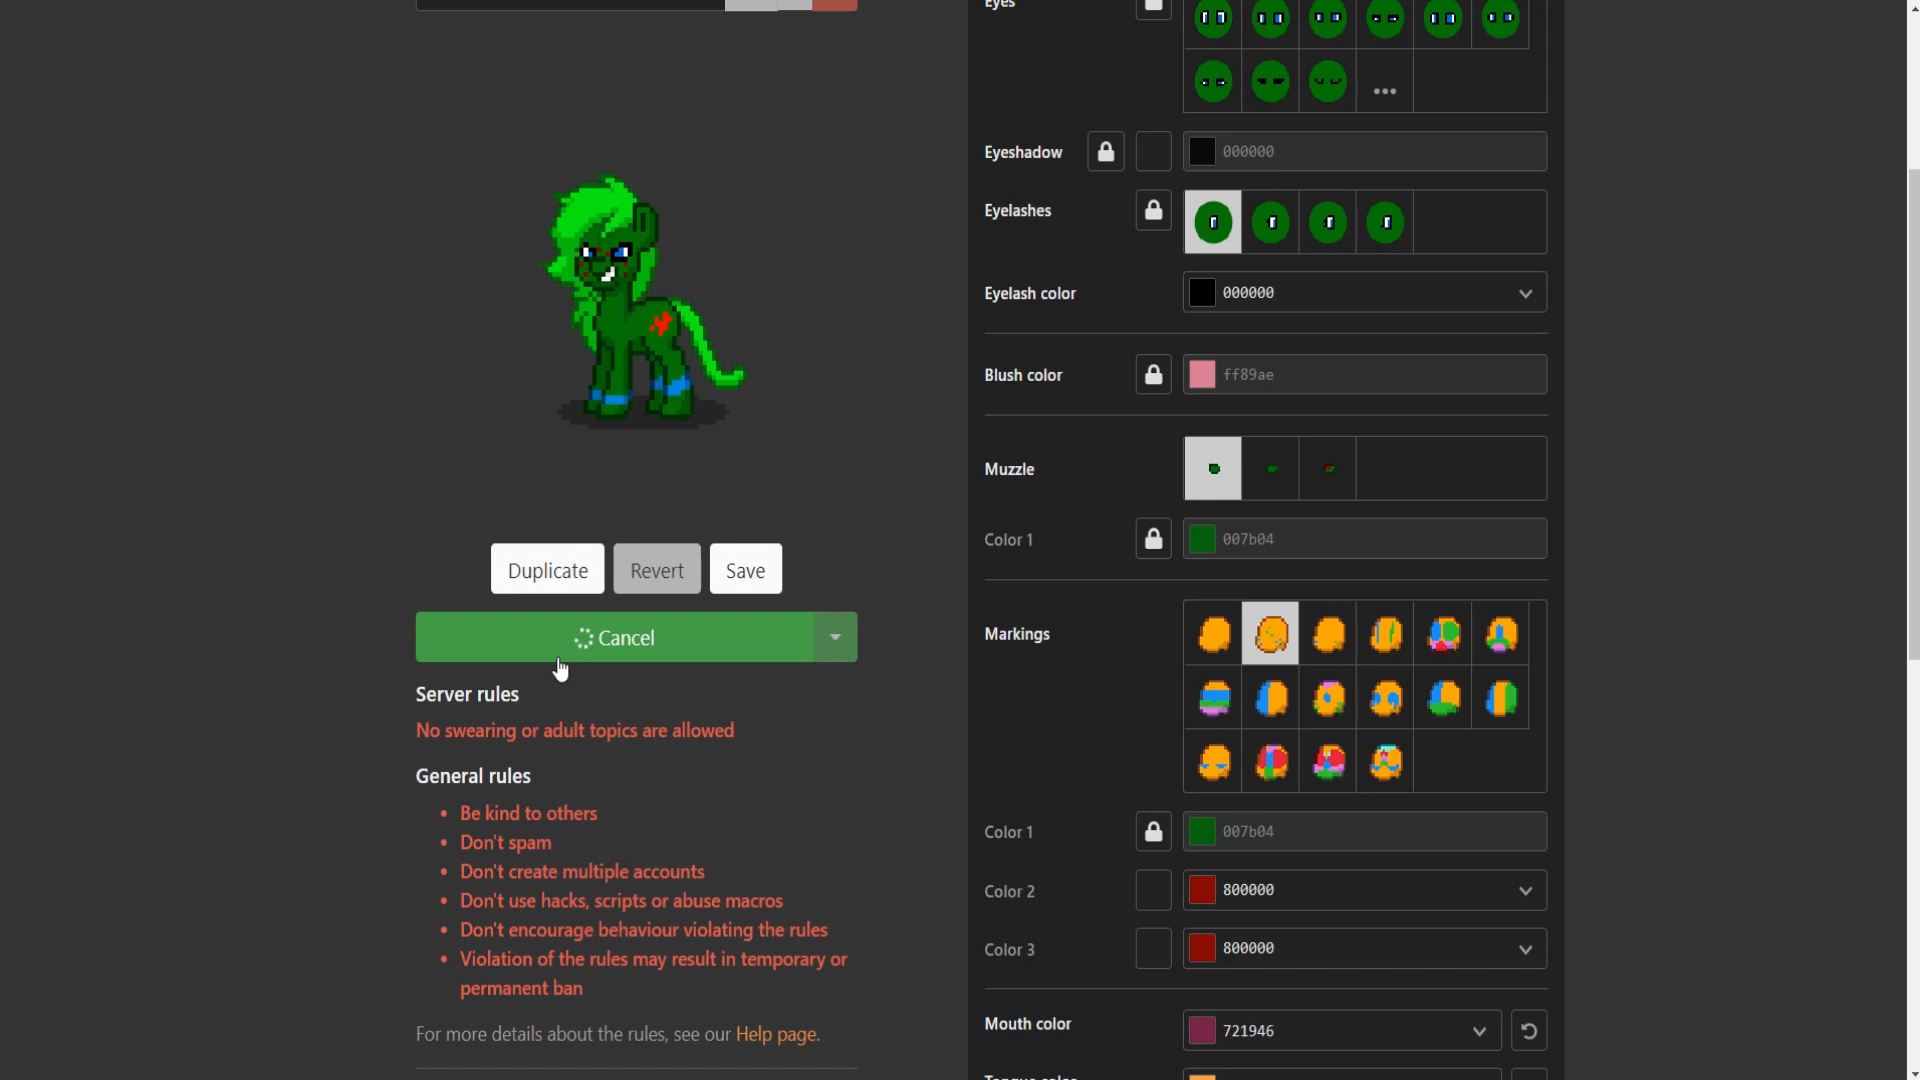 Duplicate
Revert
Save
Cancel
Server rules
No swearing or adult topics are allowed
General rules
Be kind to others
Don't spam
Don't create multiple accounts
Don't use hacks, scripts or abuse macros
Don't encourage behaviour violating the rules
Violation of the rules may result in temporary or
permanent ban
For more details about the rules, see our Help page.
Eyes
Eyeshadow
000000
Eyelashes
Eyelash color
000000
Blush color
ff89ae
Muzzle
Color 1
007b04
Markings
Color 1
007b04
Color 2
800000
Color 3
800000
Mouth color
721946
Tongue color